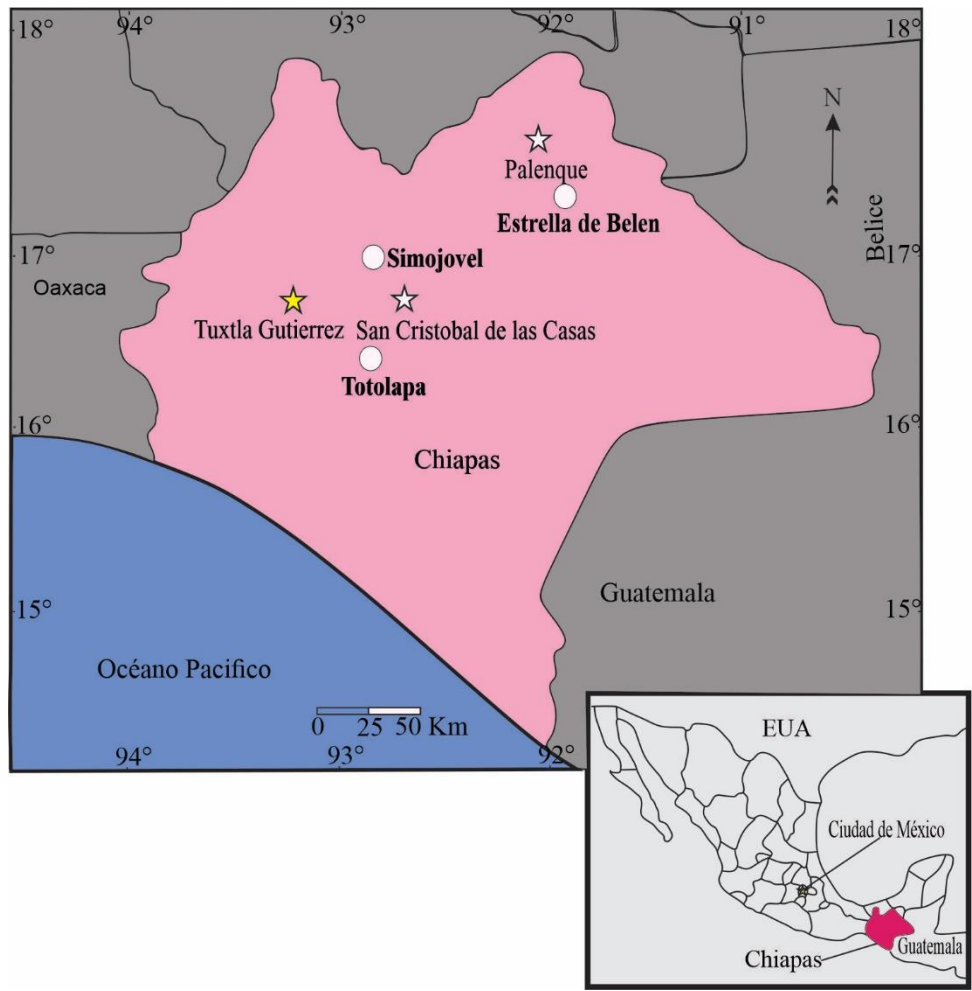 18° 93° 92° 91° 18°
N
Palenque
Estrella de Belen
Belice
17° Simojovel 17°
Oaxaca
Tuxtla Gutierrez San Cristobal de las Casas
Totolapa
16° 16°
Chiapas
Guatemala
15° 15°
Océano Pacifico
0 25 50 Km
94° 93° 92°
94°
EUA
Ciudad de México
Guatemala
Chiapas